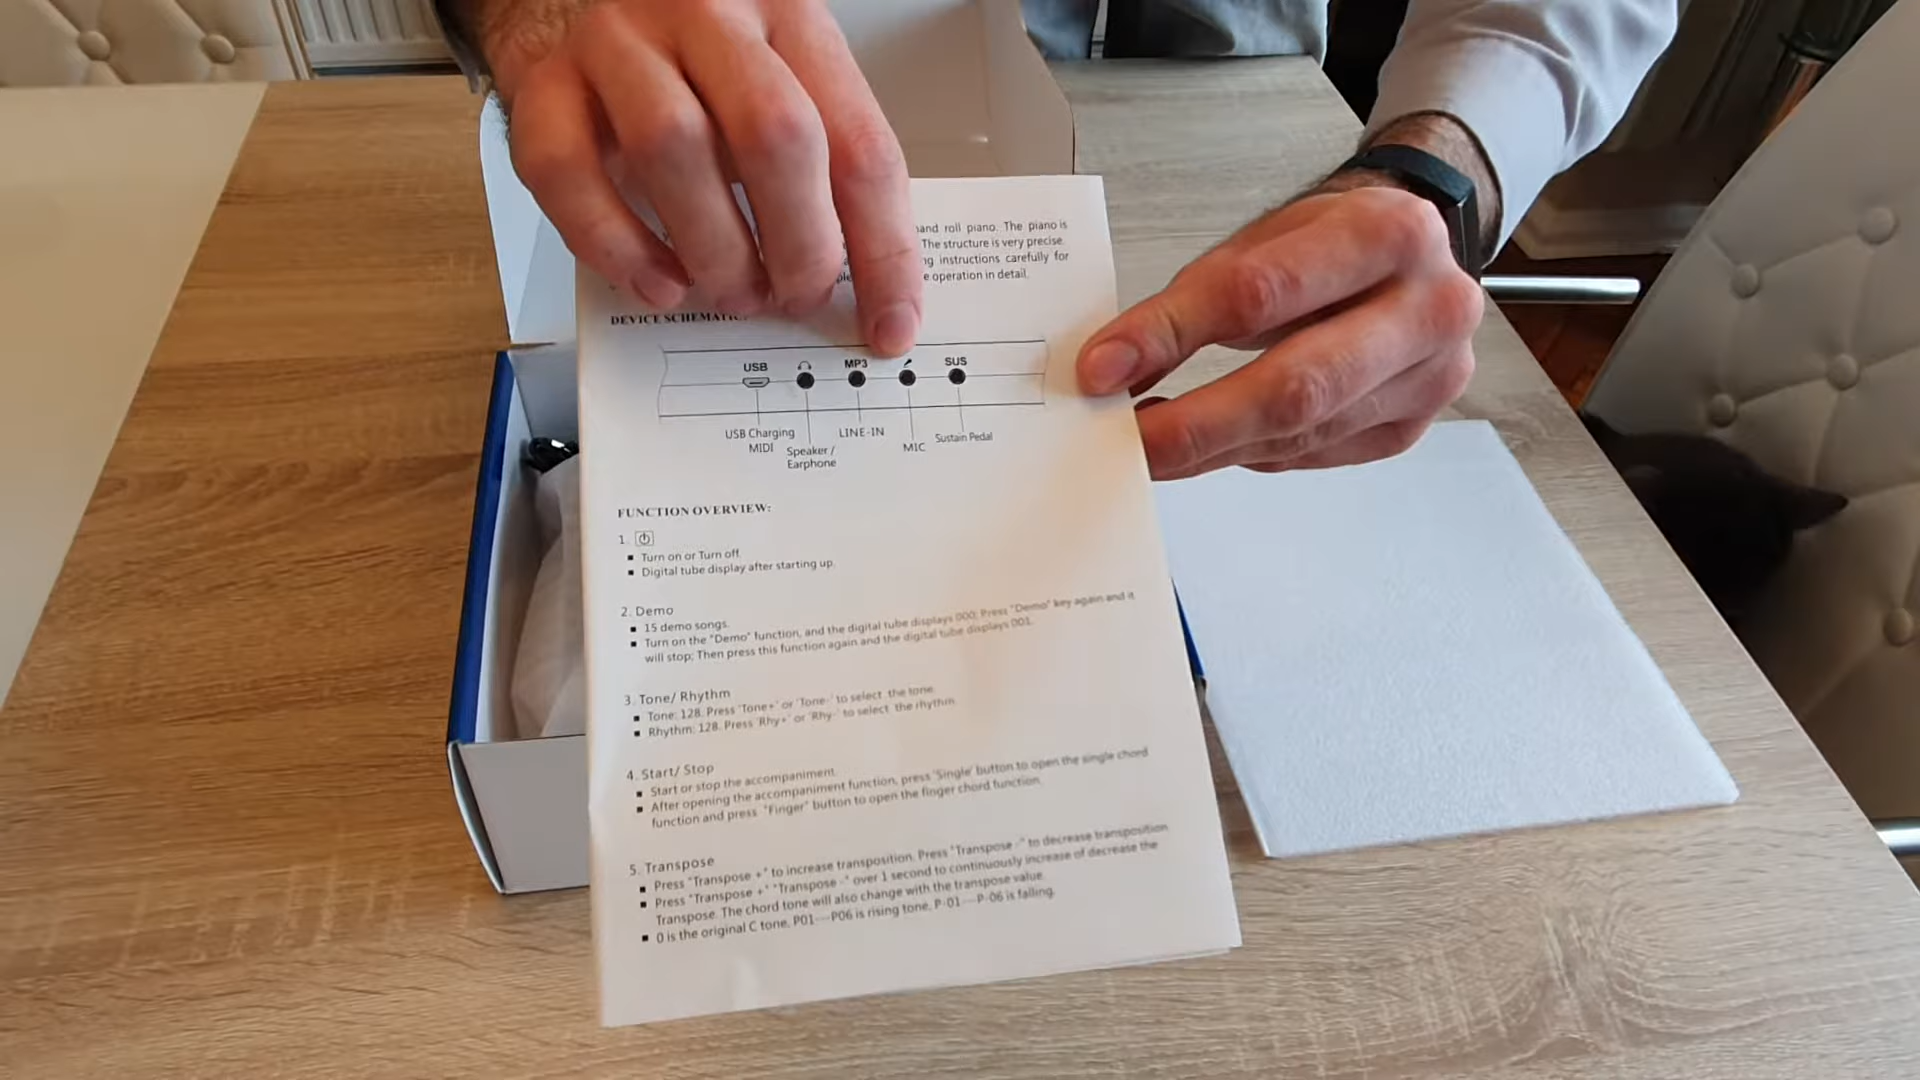 and roll piano. The piano is
The structure is very precise.
ng instructions carefully for
ple e operation in detail.
DEVICE SCHEMATIC
USB MP3 SUS
USB Charging LINE-IN Sustain Pedal
MIDI Speaker / MIC
Earphone
FUNCTION OVERVIEW:
1.
▪ Turn on or Turn off.
▪ Digital tube display after starting up.
2. Demo
▪ 15 demo songs.
▪ Turn on the "Demo" function, and the digital tube displays 000; Press "Demo" key again and it
will stop; Then press this function again and the digital tube displays 001.
3. Tone/ Rhythm
▪ Tone: 128. Press 'Tone+' or 'Tone-' to select the tone.
▪ Rhythm: 128. Press 'Rhy+' or 'Rhy-' to select the rhythm.
4. Start/ Stop
▪ Start or stop the accompaniment.
▪ After opening the accompaniment function, press 'Single' button to open the single chord
function and press "Finger" button to open the finger chord function.
5. Transpose
▪ Press "Transpose +" to increase transposition. Press "Transpose -" to decrease transposition
▪ Press "Transpose +" "Transpose -" over 1 second to continuously increase of decrease the
Transpose. The chord tone will also change with the transpose value.
▪ 0 is the original C tone, P01---P06 is rising tone, P-01---P-06 is falling.